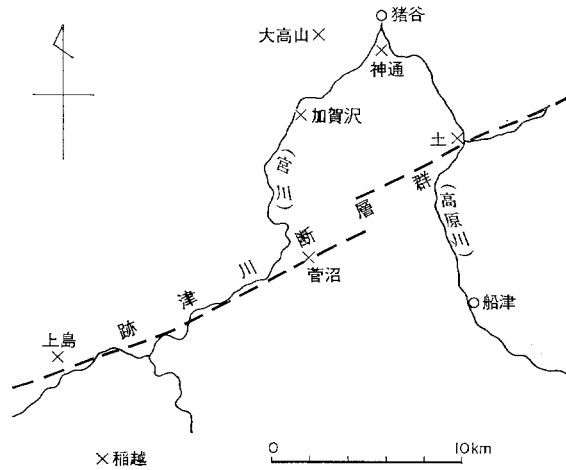 猪谷
大高山
神通
加賀沢
土
(宮川)
(高原川)
跡津川断層群
菅沼
船津
上島
稲越
0 10km